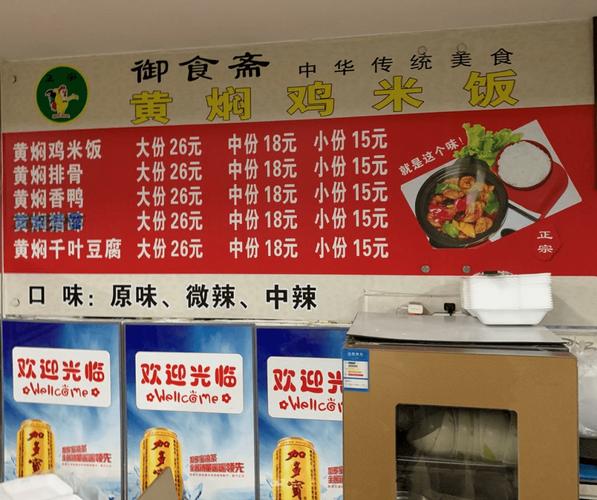 御食斋 中华传统美食
黄焖鸡米饭
黄焖鸡米饭 大份26元 中份18元 小份15元
黄焖排骨 大份26元 中份18元 小份15元
黄焖香鸭 大份26元 中份18元 小份15元
黄焖猪蹄 大份26元 中份18元 小份15元
黄焖千叶豆腐 大份26元 中份18元 小份15元
就是这个味!
正宗
口味：原味、微辣、中辣
欢迎光临
Wellcome
加多宝
欢迎光临
Wellcome
加多宝
欢迎光
Wellcome
加多宝